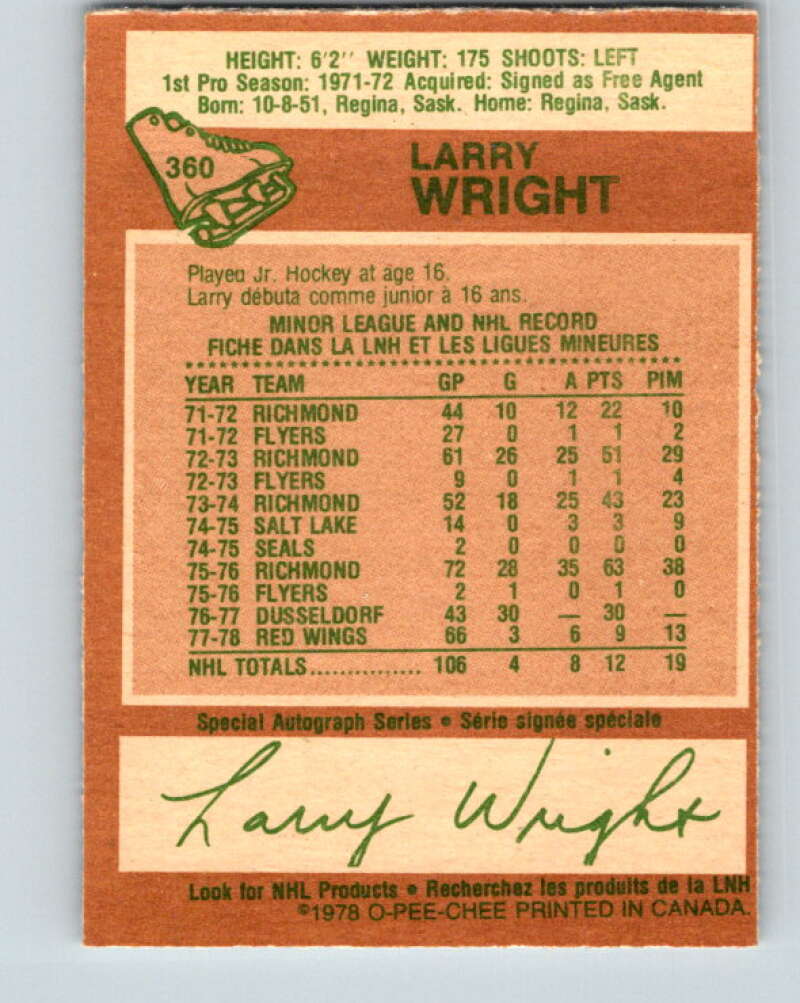 HEIGHT: 6'2'' WEIGHT: 175 SHOOTS: LEFT
1st Pro Season: 1971-72 Acquired: Signed as Free Agent
Born: 10-8-51, Regina, Sask. Home: Regina, Sask.
360
LARRY
WRIGHT
Played Jr. Hockey at age 16.
Larry débuta comme junior à 16 ans.
MINOR LEAGUE AND NHL RECORD
FICHE DANS LA LNH ET LES LIGUES MINEURES
YEAR TEAM GP G A PTS PIM
71-72 RICHMOND 44 10 12 22 10
71-72 FLYERS 27 0 1 1 2
72-73 RICHMOND 61 26 25 51 29
72-73 FLYERS 9 0 1 1 4
73-74 RICHMOND 52 18 25 43 23
74-75 SALT LAKE 14 0 3 3 9
74-75 SEALS 2 0 0 0 0
75-76 RICHMOND 72 28 35 63 38
75-76 FLYERS 2 1 0 1 0
76-77 DUSSELDORF 43 30 — 30 —
77-78 RED WINGS 66 3 6 9 13
NHL TOTALS............... 106 4 8 12 19
Special Autograph Series • Série signée spéciale
Larry Wright
Look for NHL Products • Recherchez les produits de la LNH
©1978 O-PEE-CHEE PRINTED IN CANADA.